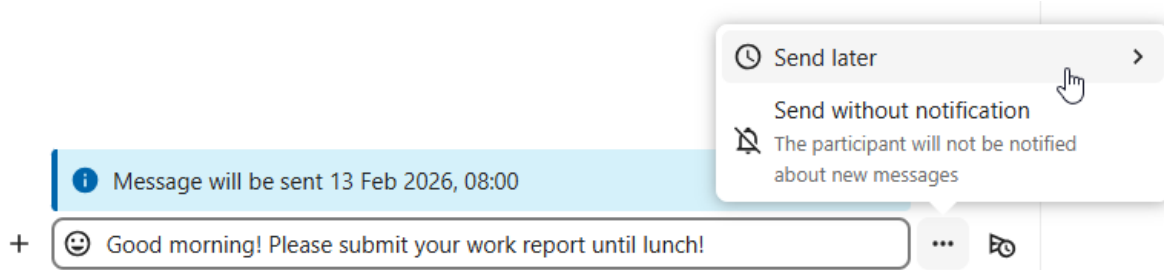 Send later
Send without notification
The participant will not be notified
about new messages
Message will be sent 13 Feb 2026, 08:00
Good morning! Please submit your work report until lunch!